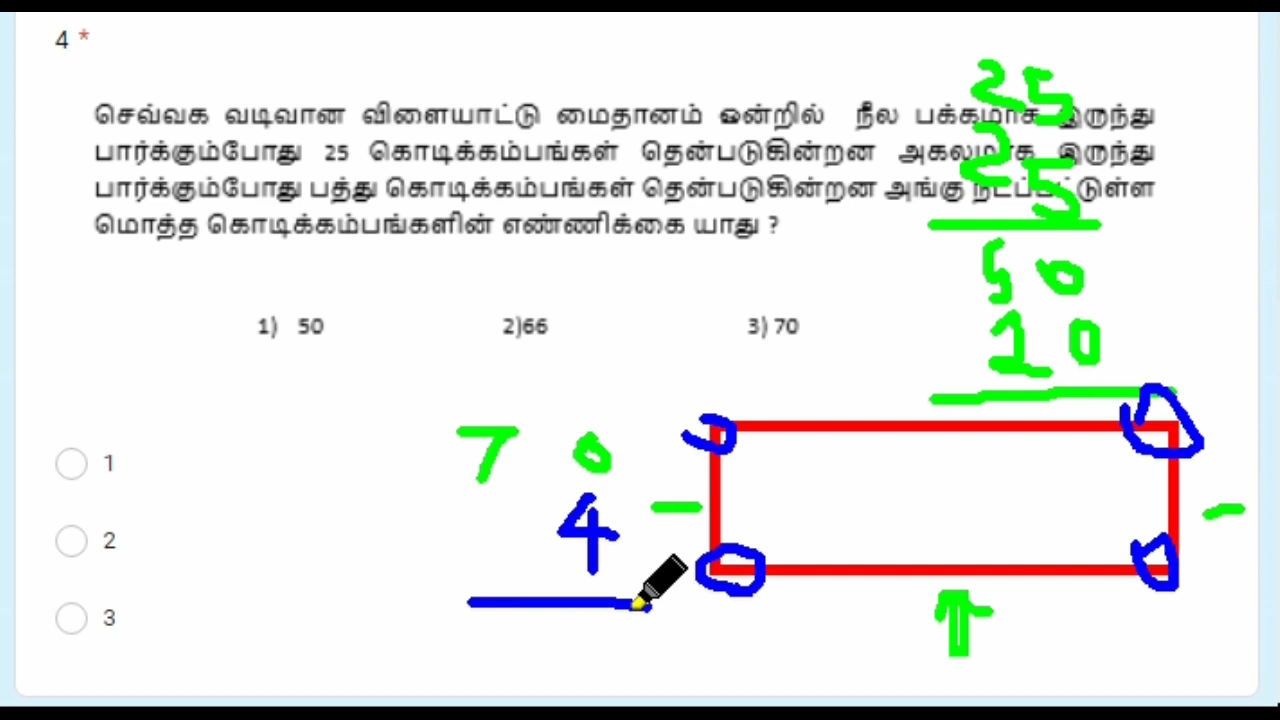 4 *
செவ்வக வடிவான விளையாட்டு மைதானம் ஒன்றில் நீல பக்கமாக இருந்து
பார்க்கும்போது 25 கொடிக்கம்பங்கள் தென்படுகின்றன அகலமாக இருந்து
பார்க்கும்போது பத்து கொடிக்கம்பங்கள் தென்படுகின்றன அங்கு நடப்பட்டுள்ள
மொத்த கொடிக்கம்பங்களின் எண்ணிக்கை யாது ?
25
25
50
20
1) 50 2)66 3) 70
70
4
1
2
3